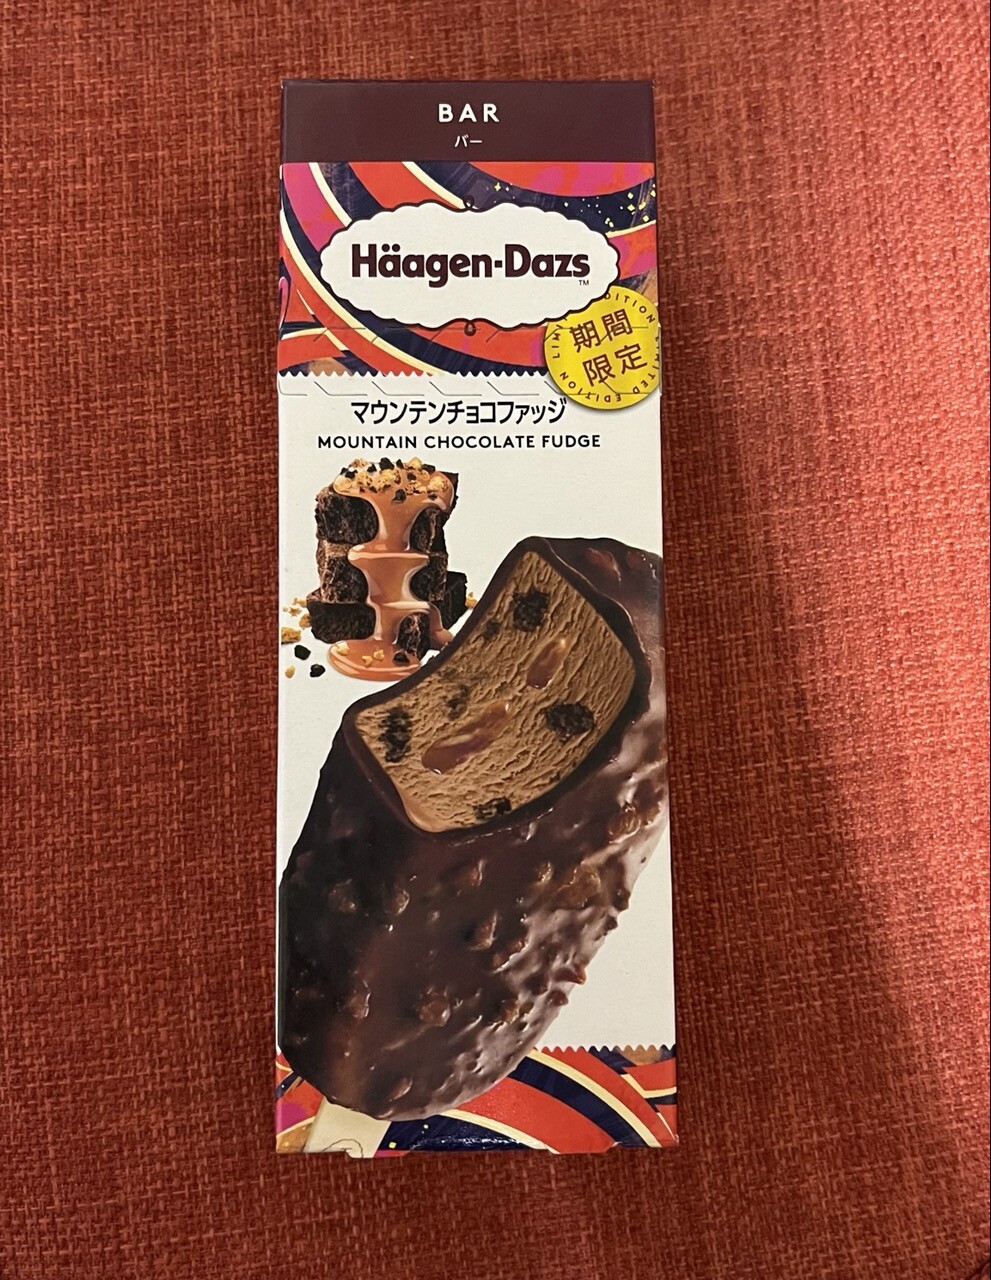 BAR
バー
Häagen-Dazs
TM
期間
限定
LIMITED EDITION
マウンテンチョコファッジ
MOUNTAIN CHOCOLATE FUDGE